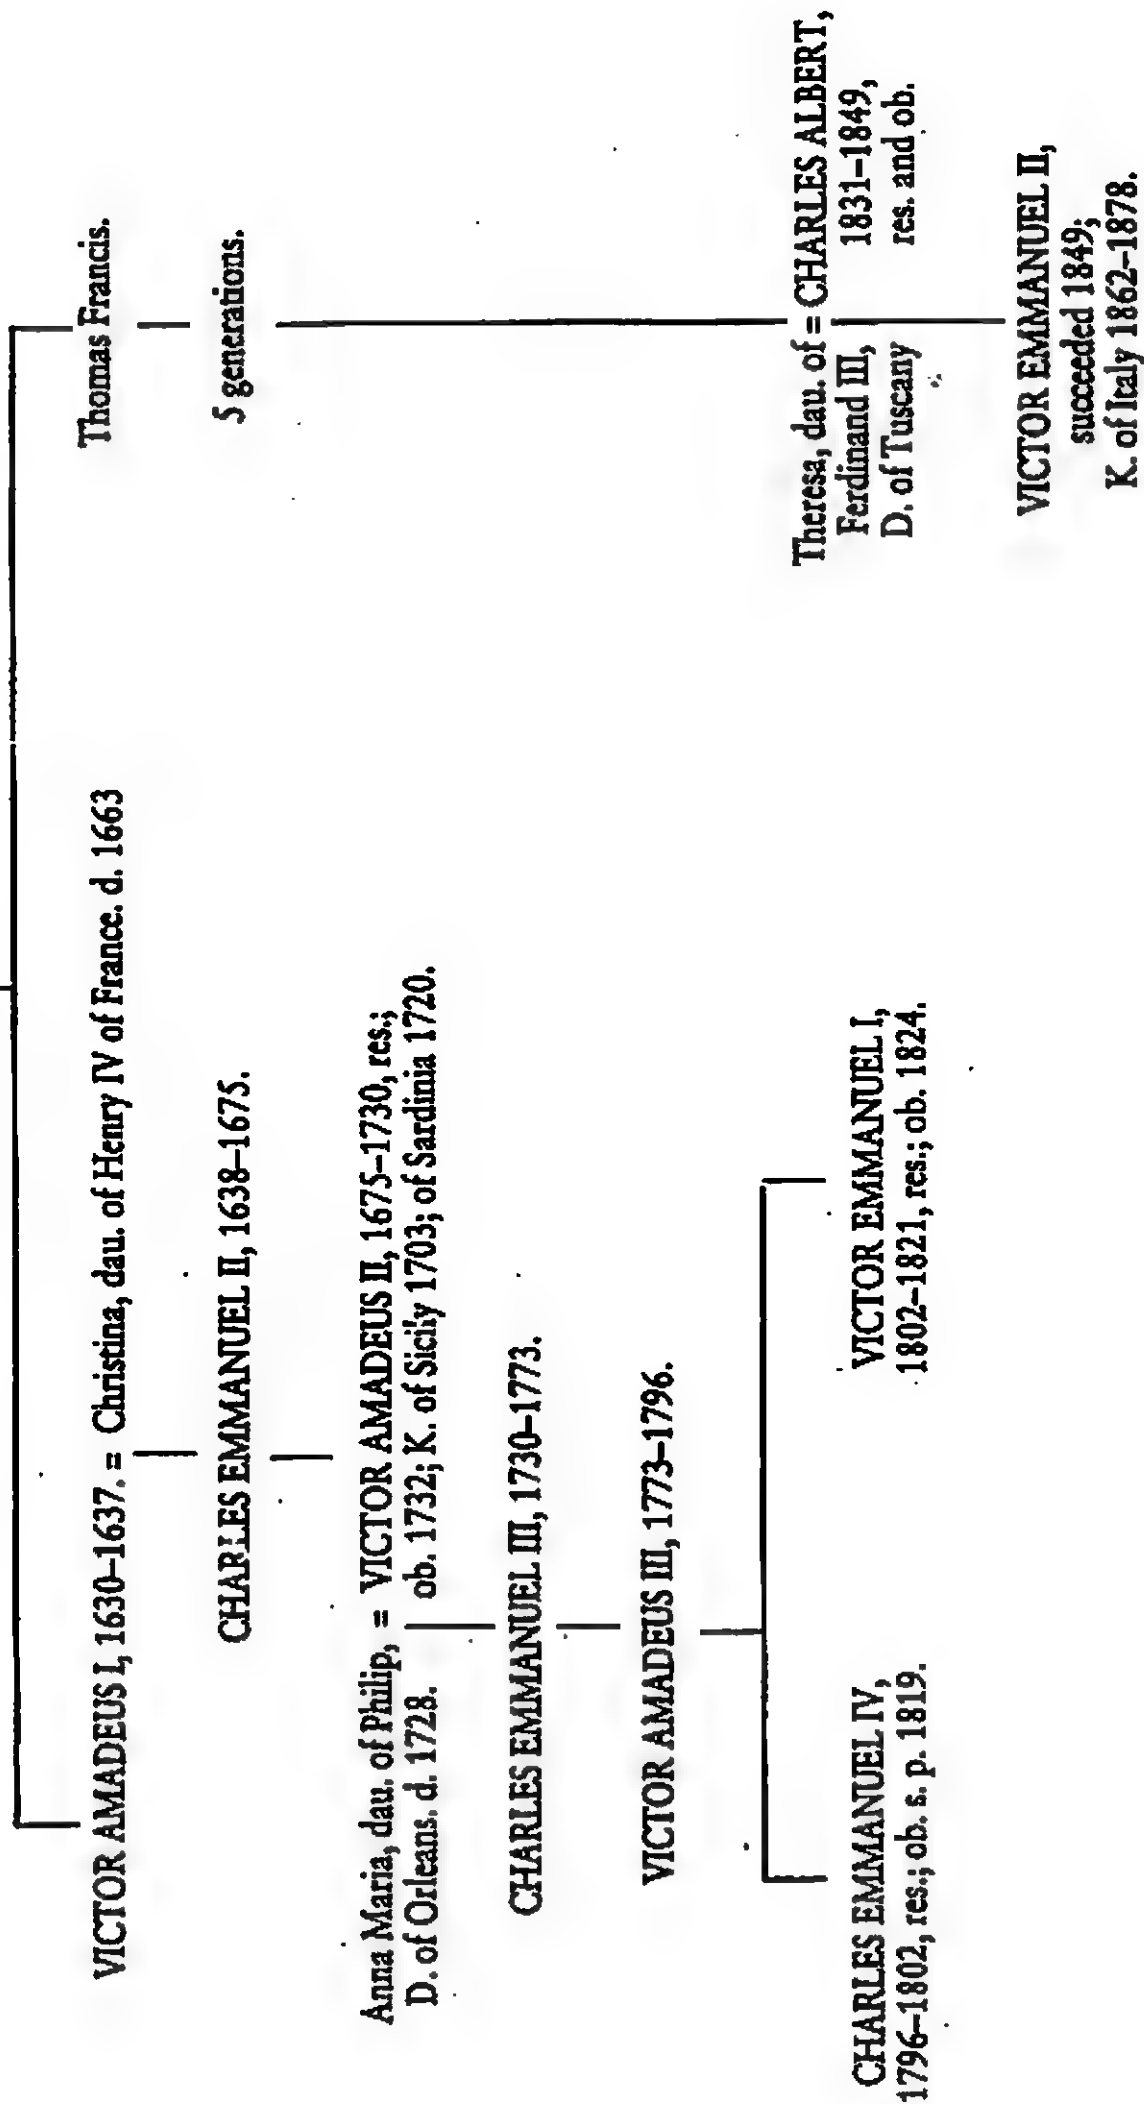 VICTOR AMADEUS I, 1630–1637. = Christina, dau. of Henry IV of France. d. 1663
Thomas Francis.
CHARLES EMMANUEL II, 1638–1675.
5 generations.
Anna Maria, dau. of Philip, = VICTOR AMADEUS II, 1675–1730, res.;
D. of Orleans. d. 1728.
ob. 1732; K. of Sicily 1703; of Sardinia 1720.
CHARLES EMMANUEL III, 1730–1773.
VICTOR AMADEUS III, 1773–1796.
CHARLES EMMANUEL IV,
1796–1802, res.; ob. s. p. 1819.
VICTOR EMMANUEL I,
1802–1821, res.; ob. 1824.
Theresa, dau. of = CHARLES ALBERT,
Ferdinand III,
1831–1849,
D. of Tuscany
res. and ob.
VICTOR EMMANUEL II,
succeeded 1849;
K. of Italy 1862–1878.